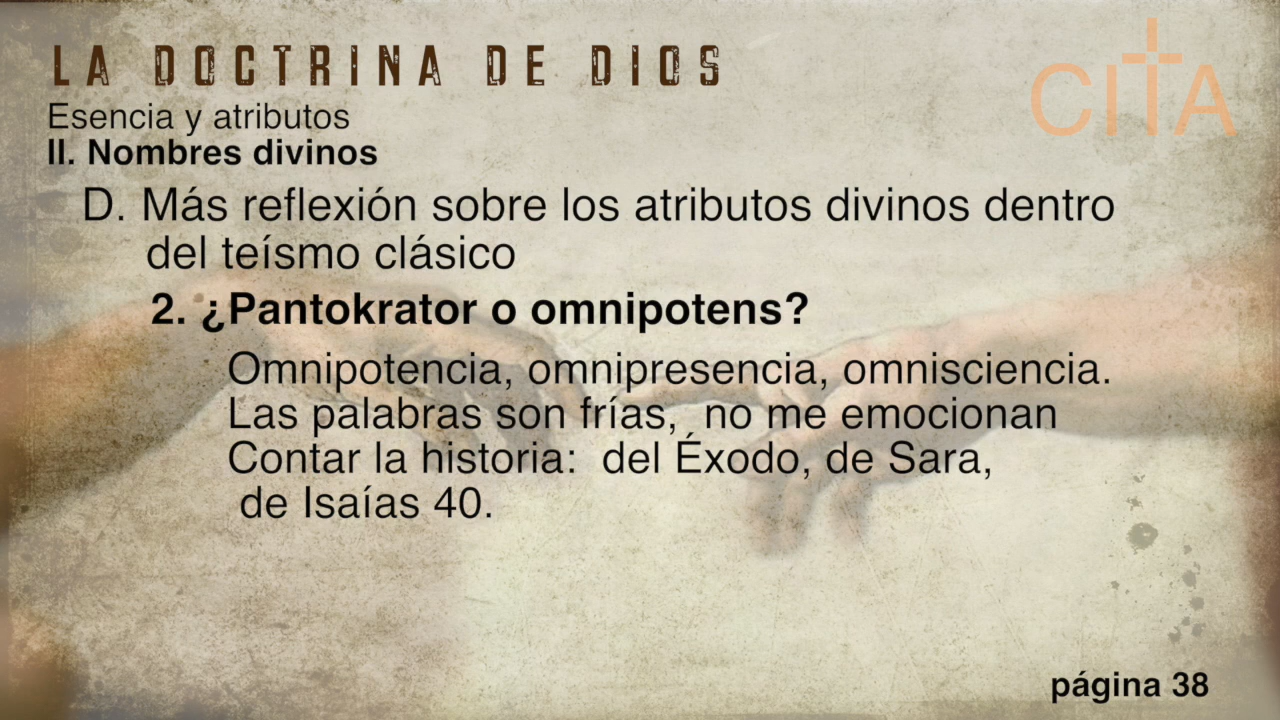 LA DOCTRINA DE DIOS
CITA
Esencia y atributos
II. Nombres divinos
D. Más reflexión sobre los atributos divinos dentro
del teísmo clásico
2. ¿Pantokrator o omnipotens?
Omnipotencia, omnipresencia, omnisciencia.
Las palabras son frías, no me emocionan
Contar la historia: del Éxodo, de Sara,
de Isaías 40.
página 38